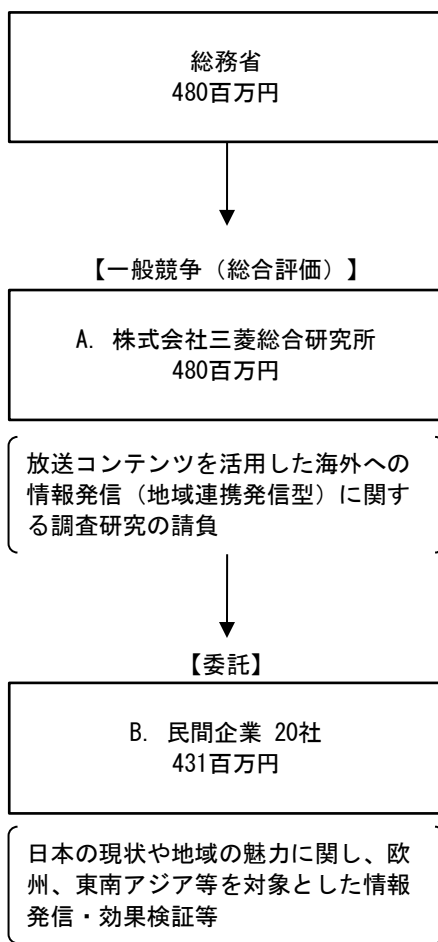 総務省
480百万円
【一般競争（総合評価）】
A. 株式会社三菱総合研究所
480百万円
放送コンテンツを活用した海外への
情報発信（地域連携発信型）に関す
る調査研究の請負
【委託】
B. 民間企業 20社
431百万円
日本の現状や地域の魅力に関し、欧
州、東南アジア等を対象とした情報
発信・効果検証等